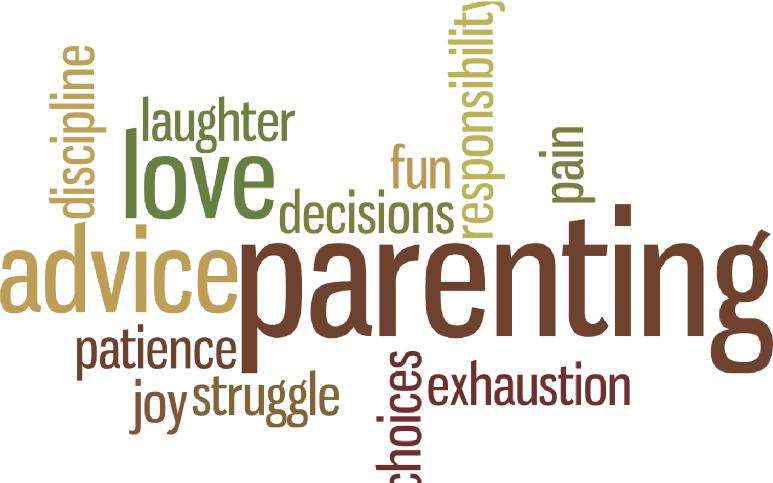 discipline
laughter
love
fun
responsibility
pain
decisions
advice
parenting
patience
joy
struggle
choices
exhaustion